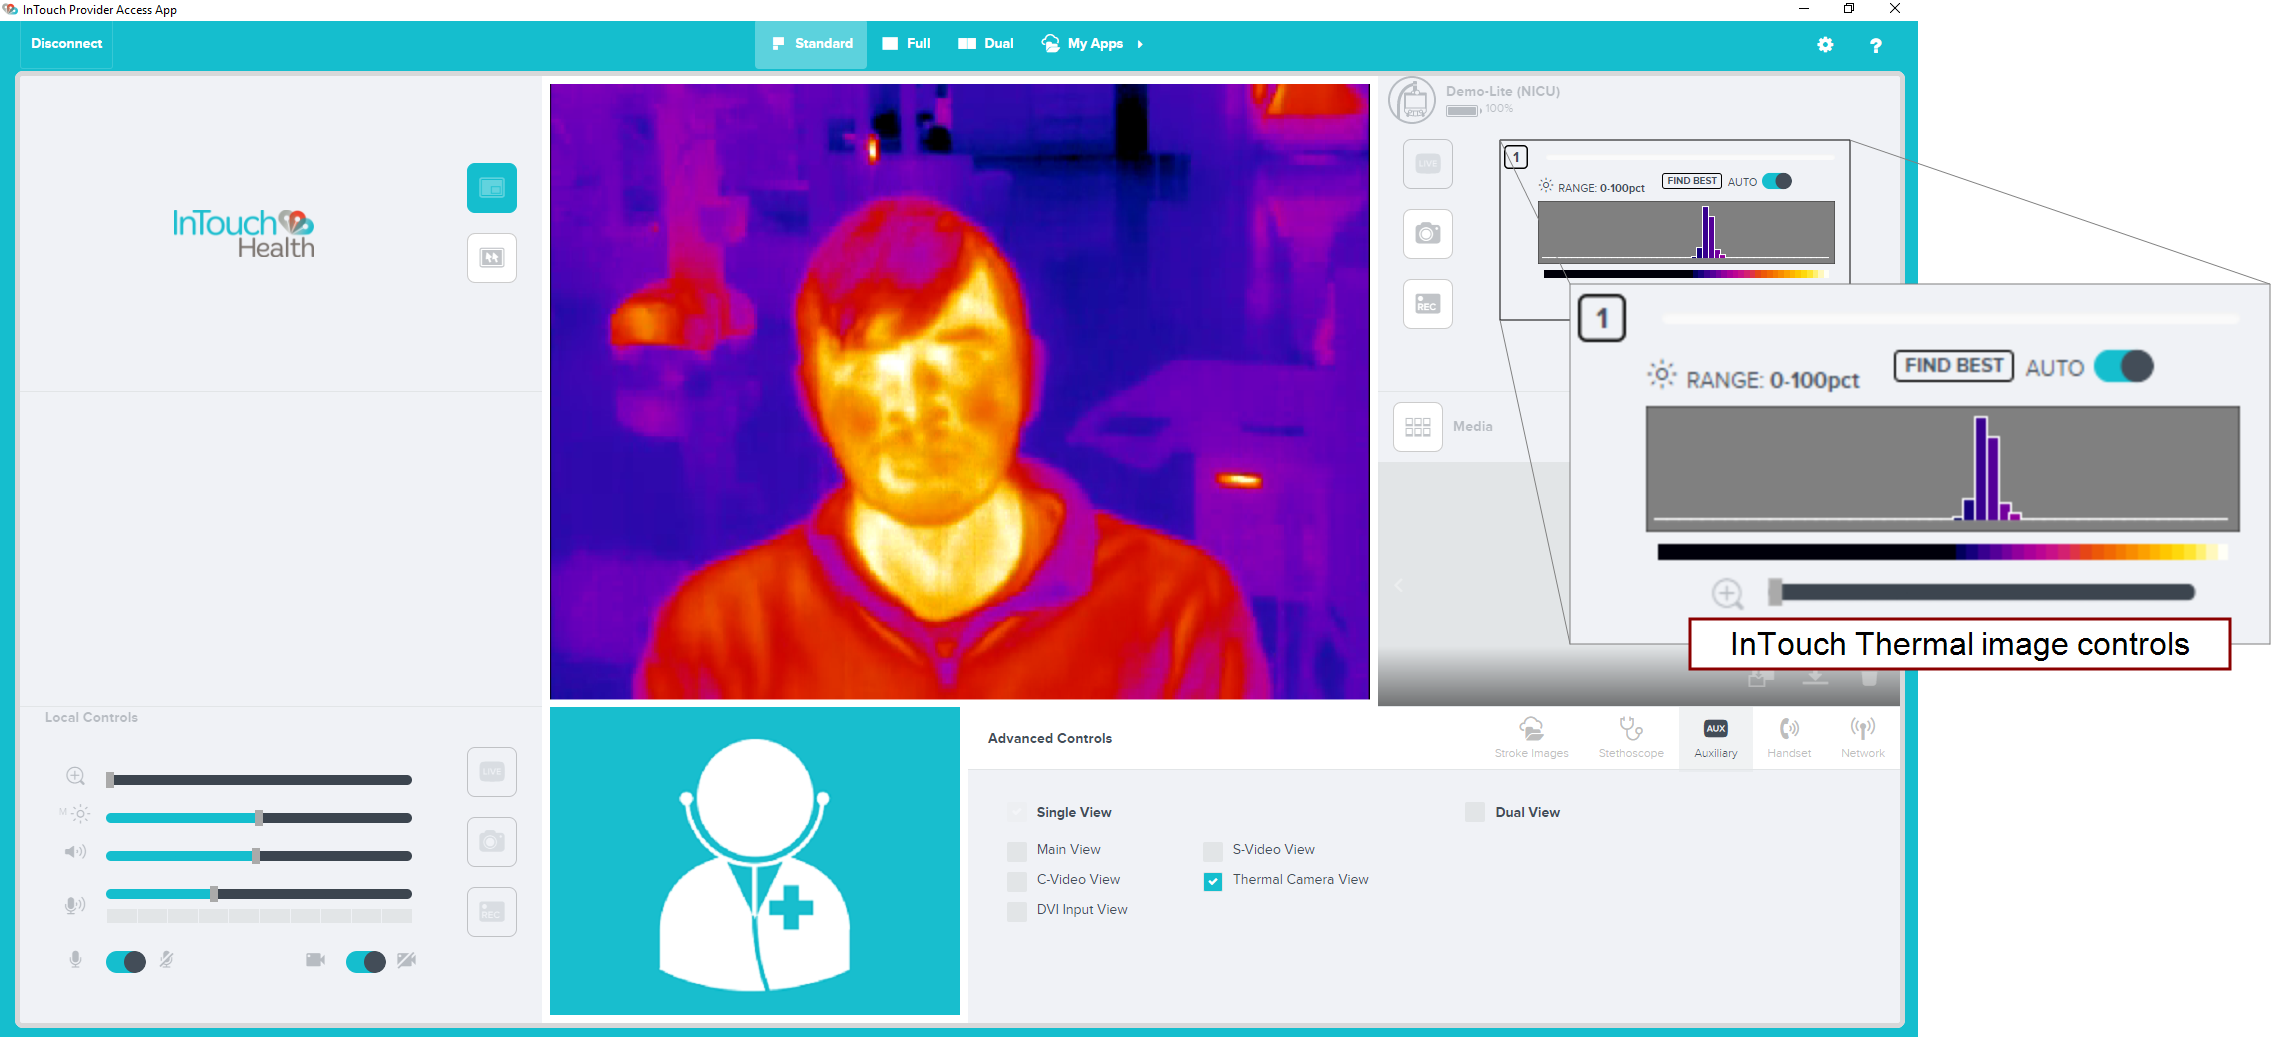 InTouch Provider Access App
Disconnect
Standard
Full
Dual
My Apps
?
InTouch
Health
Demo-Lite (NICU)
100%
LIVE
REC
1
RANGE: 0-100pct
FIND BEST
AUTO
Media
1
RANGE: 0-100pct
FIND BEST
AUTO
InTouch Thermal image controls
Local Controls
M
LIVE
REC
Advanced Controls
Stroke Images
Stethoscope
AUX
Auxiliary
Handset
Network
Single View
Dual View
Main View
S-Video View
C-Video View
Thermal Camera View
DVI Input View